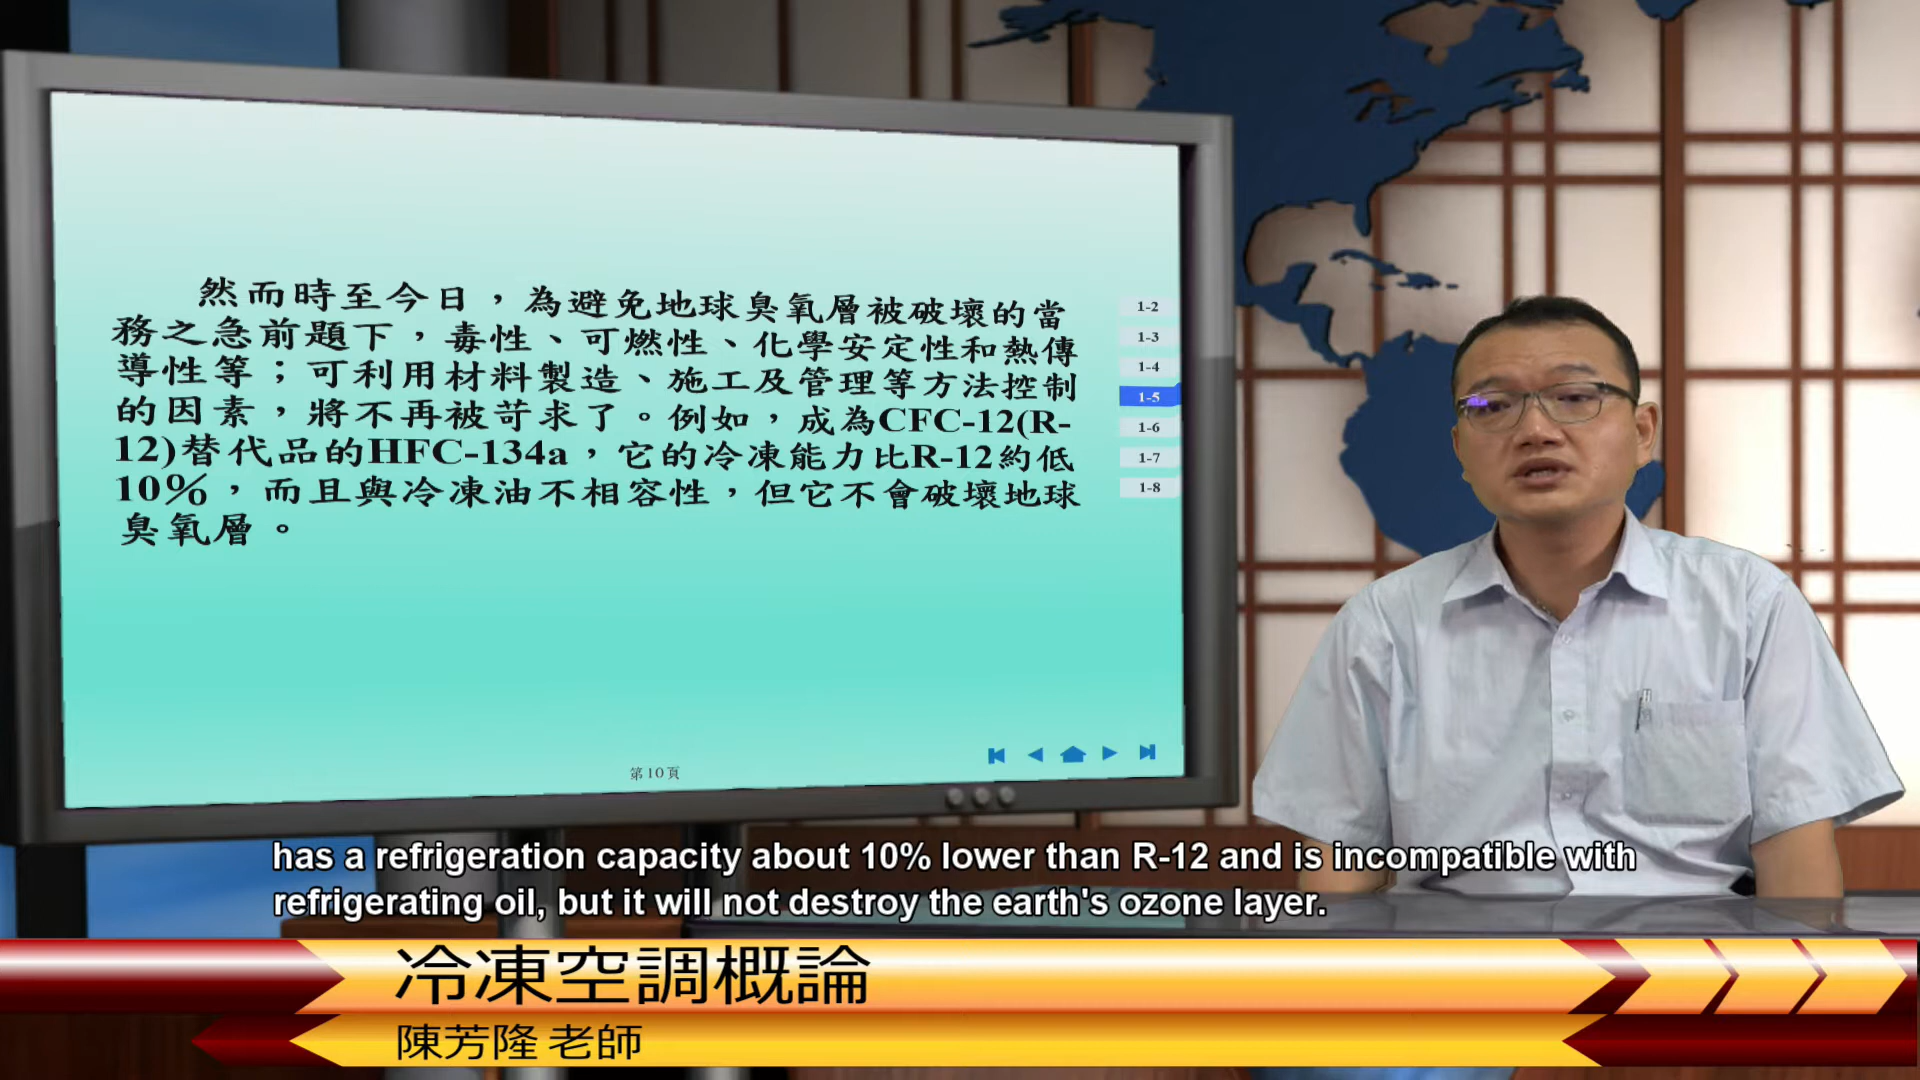 然而時至今日，為避免地球臭氧層被破壞的當
務之急前題下，毒性、可燃性、化學安定性和熱傳
導性等；可利用材料製造、施工及管理等方法控制
的因素，將不再被苛求了。例如，成為CFC-12(R-
12)替代品的HFC-134a，它的冷凍能力比R-12約低
10%，而且與冷凍油不相容性，但它不會破壞地球
臭氧層。
1-2
1-3
1-4
1-5
1-6
1-7
1-8
第10頁
has a refrigeration capacity about 10% lower than R-12 and is incompatible with
refrigerating oil, but it will not destroy the earth's ozone layer.
冷凍空調概論
陳芳隆 老師